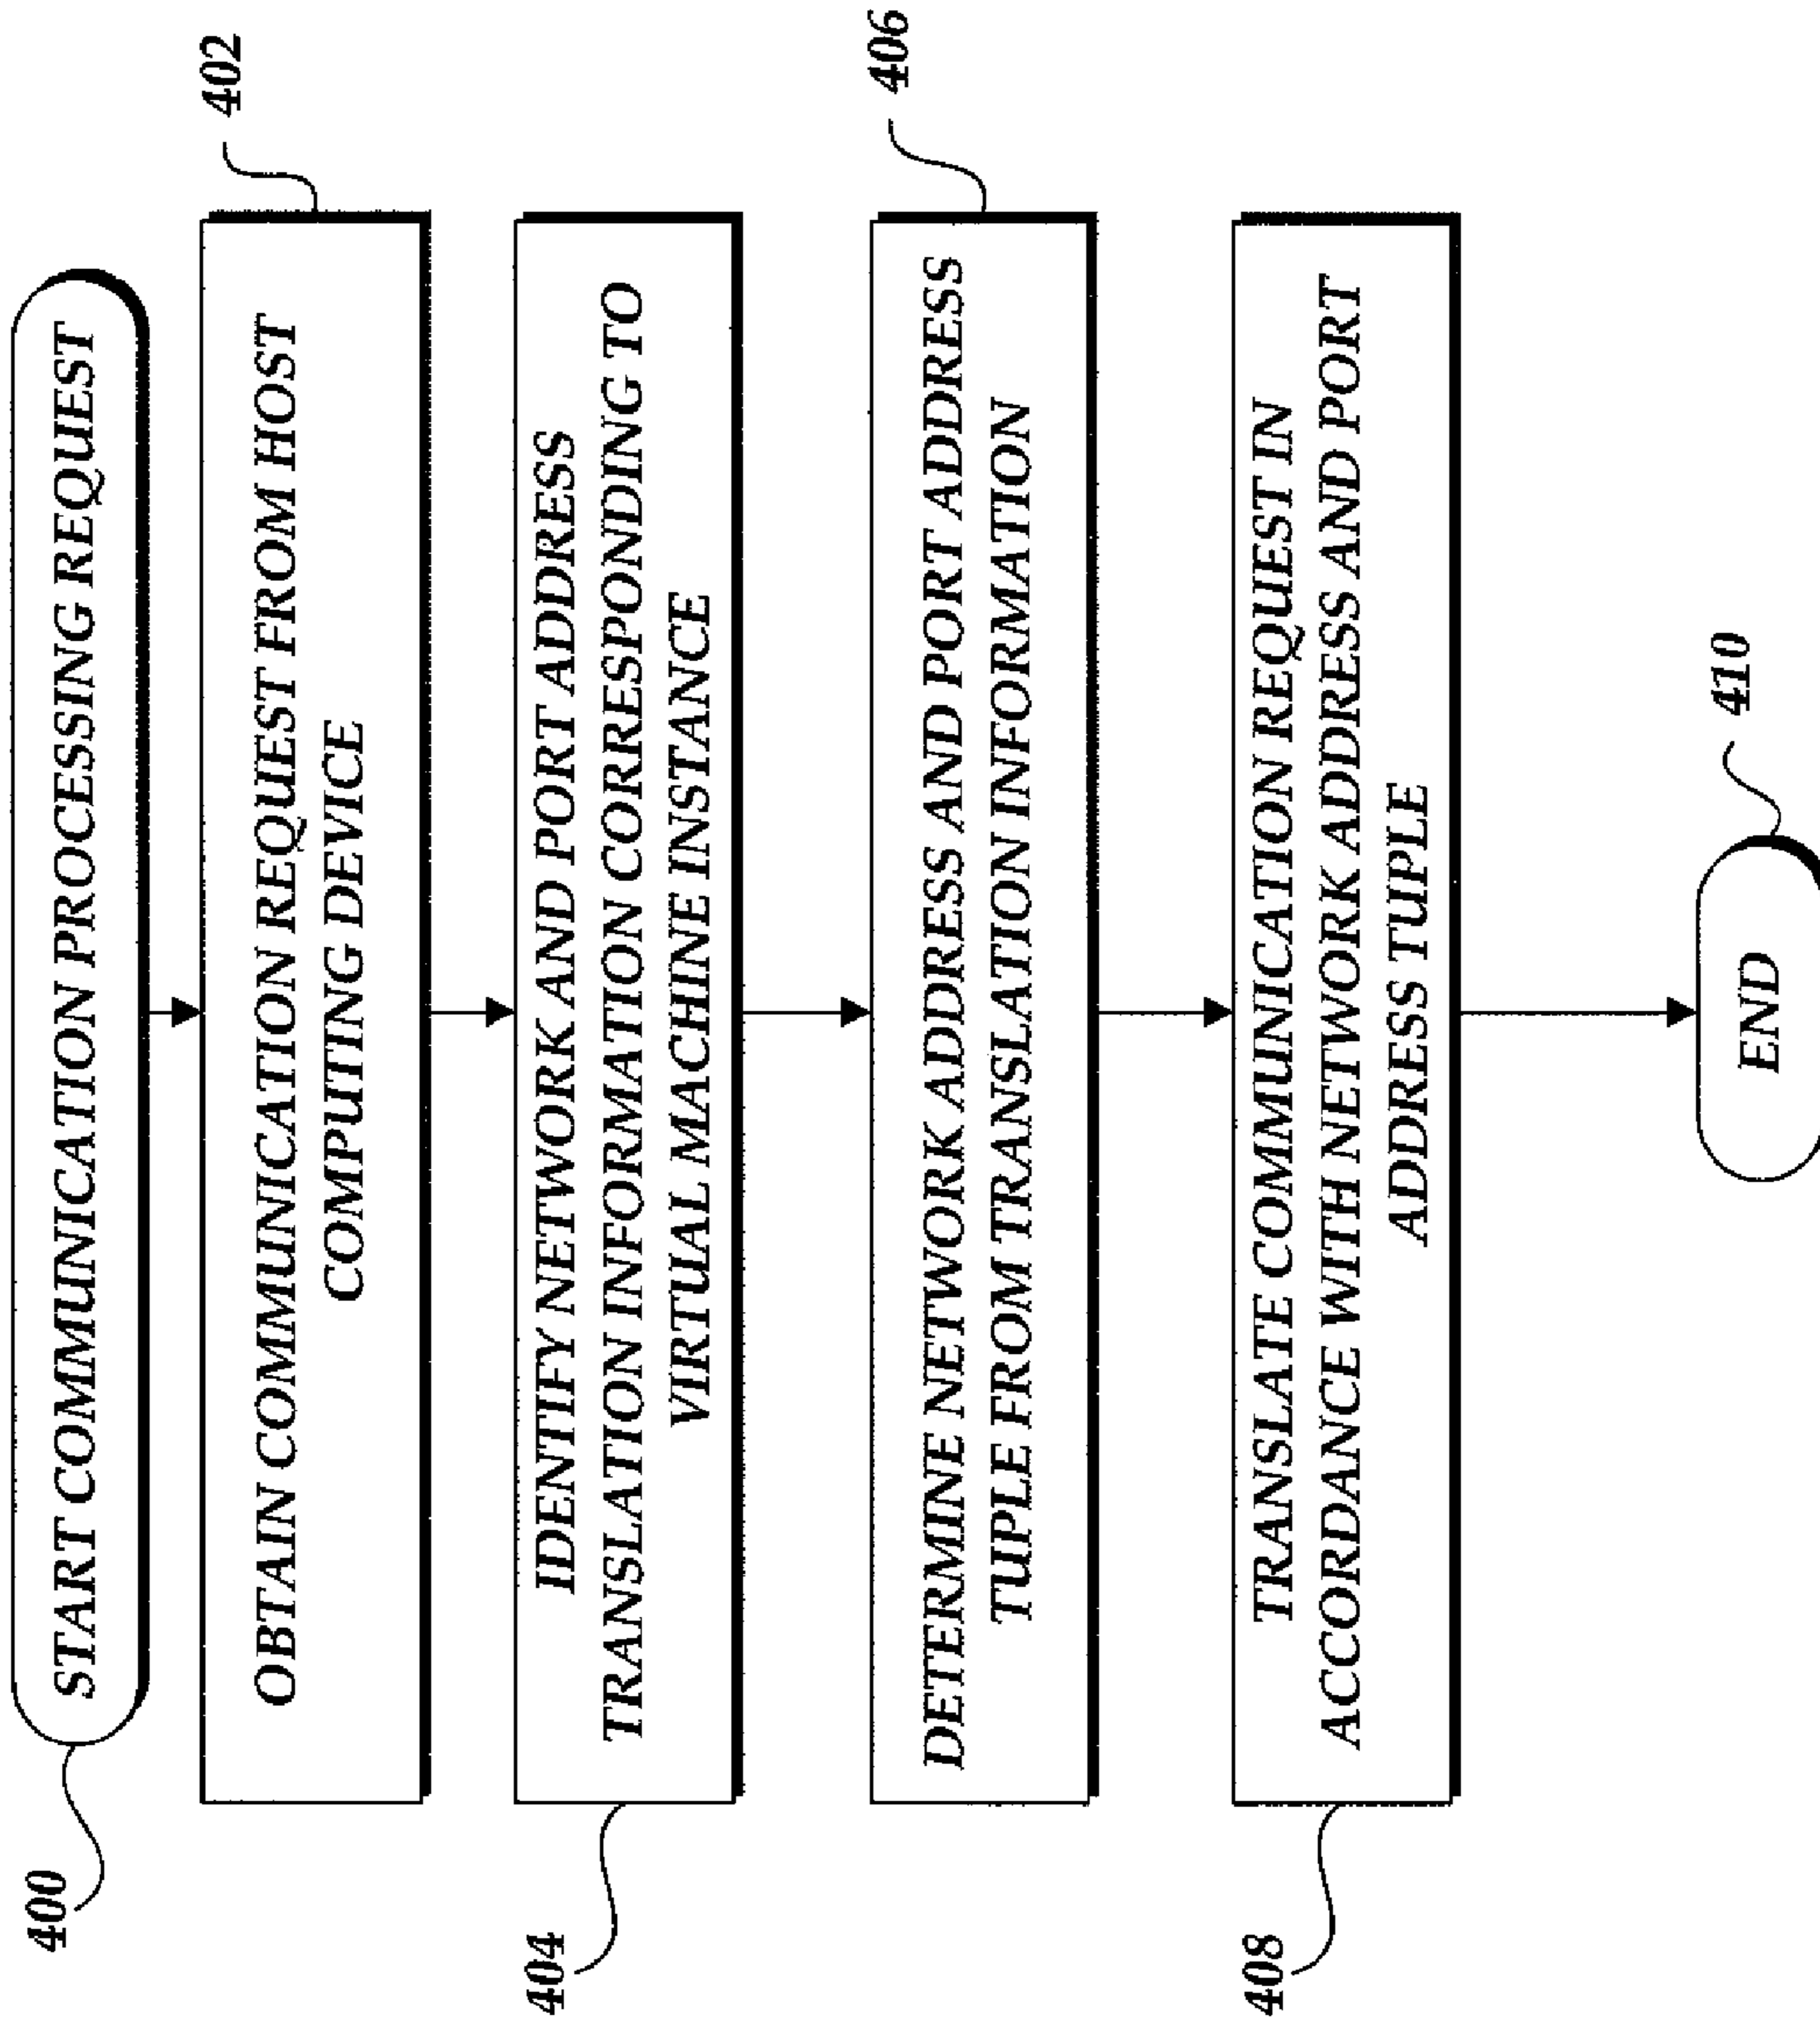 400
START COMMUNICATION PROCESSING REQUEST
402
OBTAIN COMMUNICATION REQUEST FROM HOST
COMPUTING DEVICE
404
IDENTIFY NETWORK AND PORT ADDRESS
TRANSLATION INFORMATION CORRESPONDING TO
VIRTUAL MACHINE INSTANCE
406
DETERMINE NETWORK ADDRESS AND PORT ADDRESS
TUPLE FROM TRANSLATION INFORMATION
408
TRANSLATE COMMUNICATION REQUEST IN
ACCORDANCE WITH NETWORK ADDRESS AND PORT
ADDRESS TUPLE
410
END